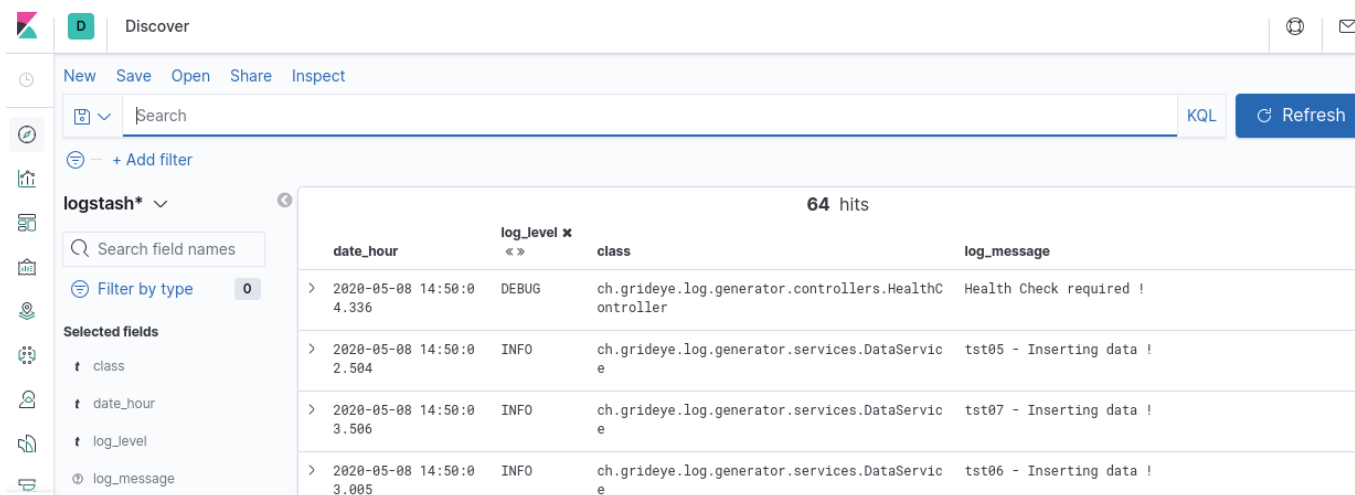 D Discover
New Save Open Share Inspect
Search KQL Refresh
+ Add filter
logstash* 64 hits
Search field names
Filter by type 0
Selected fields
t class
t date_hour
t log_level
log_message
date_hour log_level class log_message
2020-05-08 14:50:0 DEBUG ch.grideye.log.generator.controllers.HealthC Health Check required !
4.336 ontroller
2020-05-08 14:50:0 INFO ch.grideye.log.generator.services.DataServic tst05 - Inserting data !
2.504 e
2020-05-08 14:50:0 INFO ch.grideye.log.generator.services.DataServic tst07 - Inserting data !
3.506 e
2020-05-08 14:50:0 INFO ch.grideye.log.generator.services.DataServic tst06 - Inserting data !
3.005 e